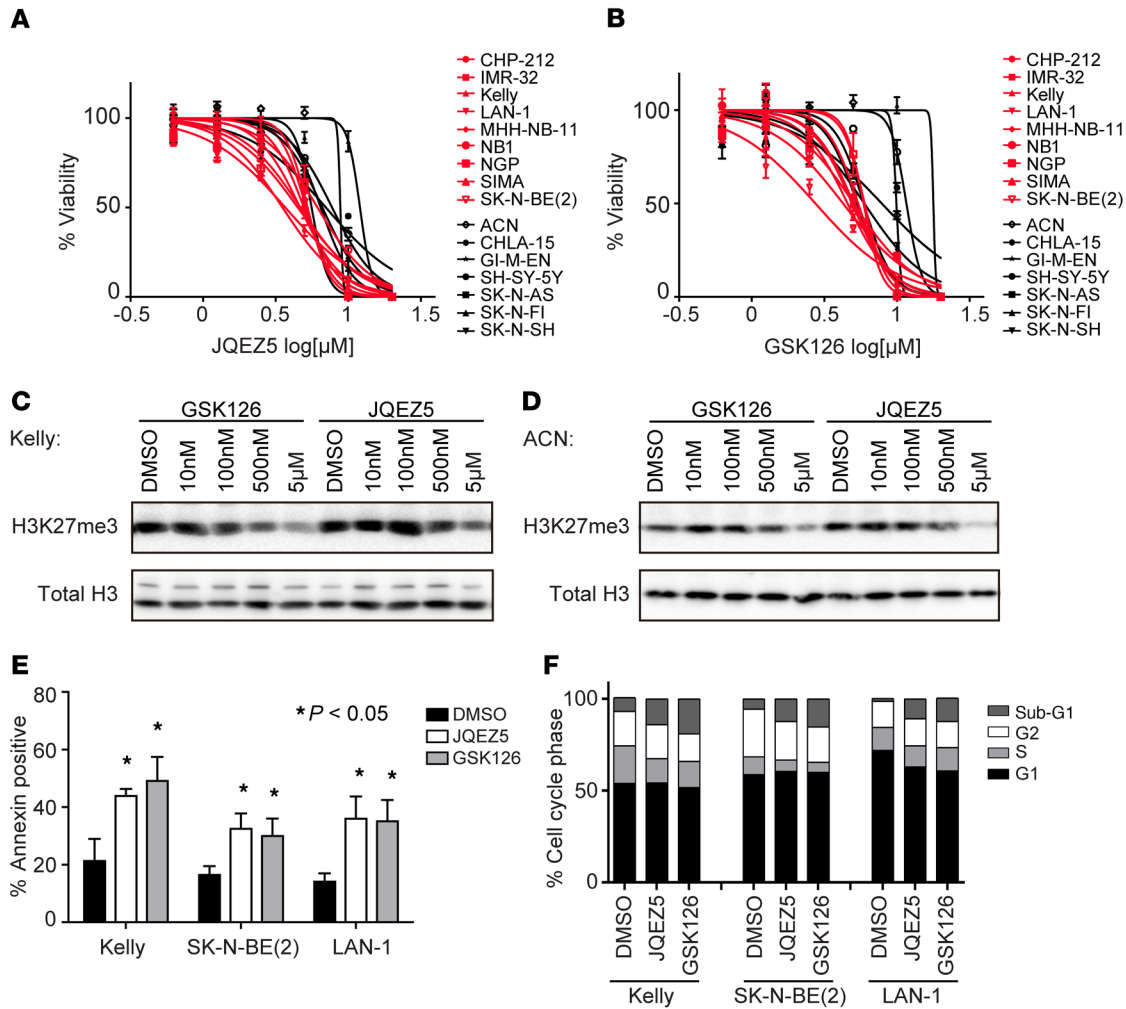 A
% Viability
100
50
0
-0.5
0
0.5
1
1.5
JQEZ5 log[µM]
CHP-212
IMR-32
Kelly
LAN-1
MHH-NB-11
NB1
NGP
SIMA
SK-N-BE(2)
ACN
CHLA-15
GI-M-EN
SH-SY-5Y
SK-N-AS
SK-N-FI
SK-N-SH
B
% Viability
100
50
0
-0.5
0
0.5
1
1.5
GSK126 log[µM]
CHP-212
IMR-32
Kelly
LAN-1
MHH-NB-11
NB1
NGP
SIMA
SK-N-BE(2)
ACN
CHLA-15
GI-M-EN
SH-SY-5Y
SK-N-AS
SK-N-FI
SK-N-SH
C
GSK126 JQEZ5
Kelly:
DMSO 10nM 100nM 500nM 5µM DMSO 10nM 100nM 500nM 5µM
H3K27me3
Total H3
D
GSK126 JQEZ5
ACN:
DMSO 10nM 100nM 500nM 5µM DMSO 10nM 100nM 500nM 5µM
H3K27me3
Total H3
E
% Annexin positive
80
60
40
20
0
* * * * * *
*P < 0.05
DMSO
JQEZ5
GSK126
Kelly SK-N-BE(2) LAN-1
F
% Cell cycle phase
100
50
0
Sub-G1
G2
S
G1
DMSO JQEZ5 GSK126 DMSO JQEZ5 GSK126 DMSO JQEZ5 GSK126
Kelly SK-N-BE(2) LAN-1